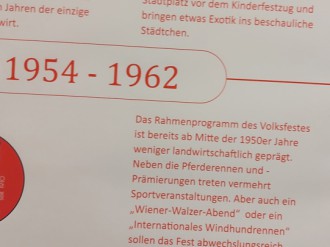 n Jahren der einzige
wirt.
Stadtplatz vor dem Kinderfestzug und
bringen etwas Exotik ins beschauliche
Städtchen.
1954 - 1962
Das Rahmenprogramm des Volksfestes
ist bereits ab Mitte der 1950er Jahre
weniger landwirtschaftlich geprägt.
Neben die Pferderennen und -
Prämierungen treten vermehrt
Sportveranstaltungen. Aber auch ein
„Wiener-Walzer-Abend" oder ein
„Internationales Windhundrennen"
sollen das Fest abwechslungsreich